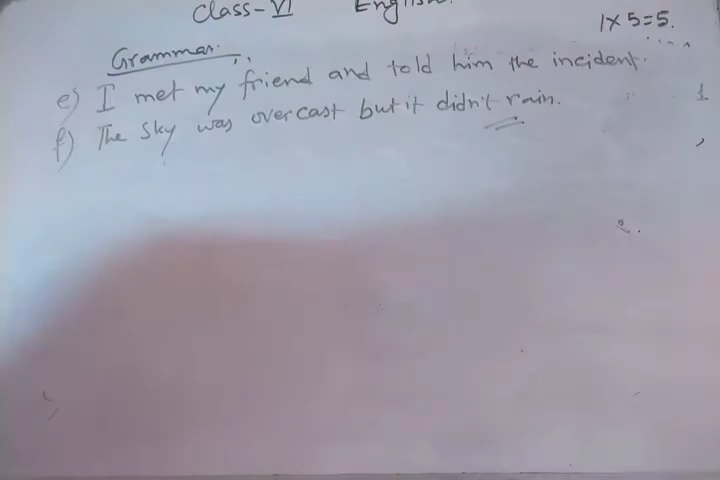 Class-VI English.
1×5=5.
Grammar.
e) I met my friend and told him the incident.
f) The sky was overcast but it didn't rain.